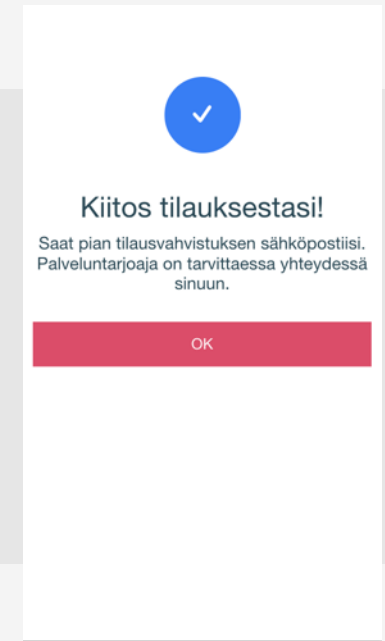 Kiitos tilauksestasi!
Saat pian tilausvahvistuksen sähköpostiisi.
Palveluntarjoaja on tarvittaessa yhteydessä
sinuun.
OK